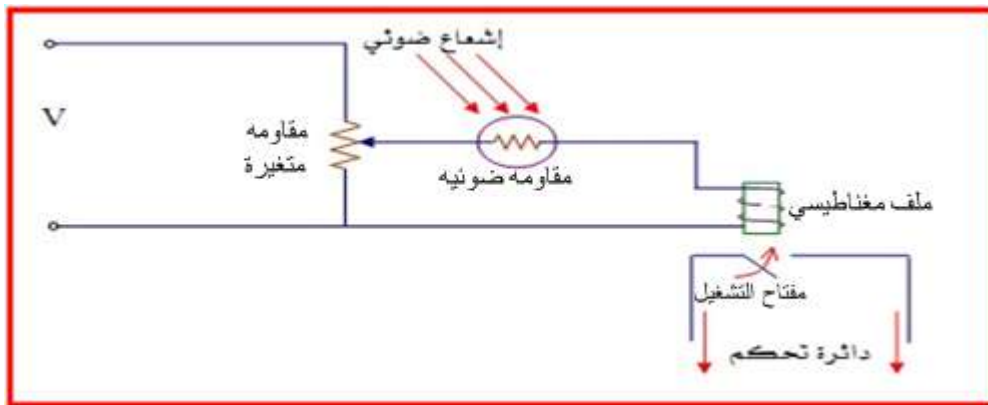 إشعاع ضوئي
V
مقاومه
متغيرة
مقاومه ضوئيه
ملف مغناطيسي
مفتاح التشغيل
دائرة تحكم